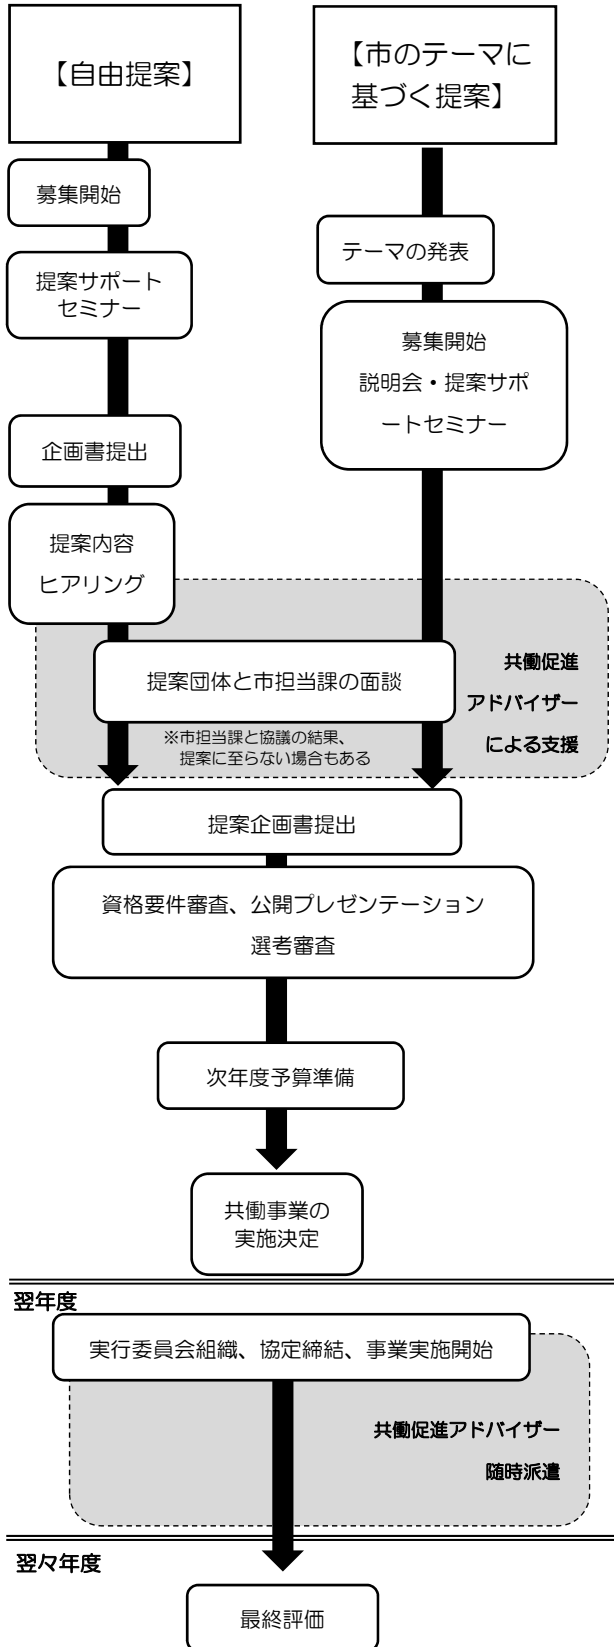 【自由提案】
募集開始
提案サポート
セミナー
企画書提出
提案内容
ヒアリング
【市のテーマに
基づく提案】
テーマの発表
募集開始
説明会・提案サポ
ートセミナー
提案団体と市担当課の面談
※市担当課と協議の結果、
提案に至らない場合もある
共働促進
アドバイザー
による支援
提案企画書提出
資格要件審査、公開プレゼンテーション
選考審査
次年度予算準備
共働事業の
実施決定
翌年度
実行委員会組織、協定締結、事業実施開始
共働促進アドバイザー
随時派遣
翌々年度
最終評価